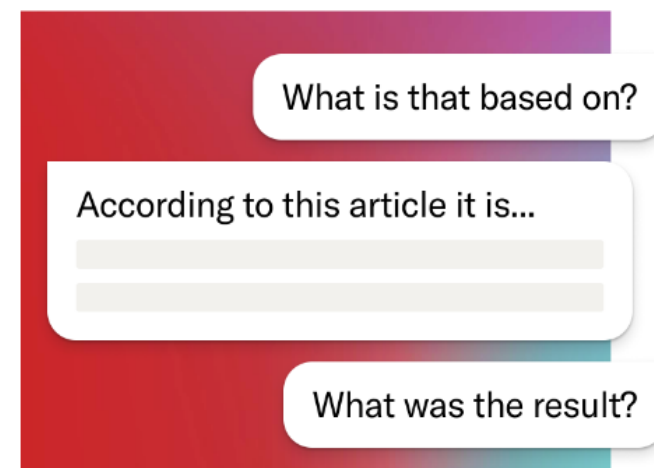 What is that based on?
According to this article it is...
What was the result?